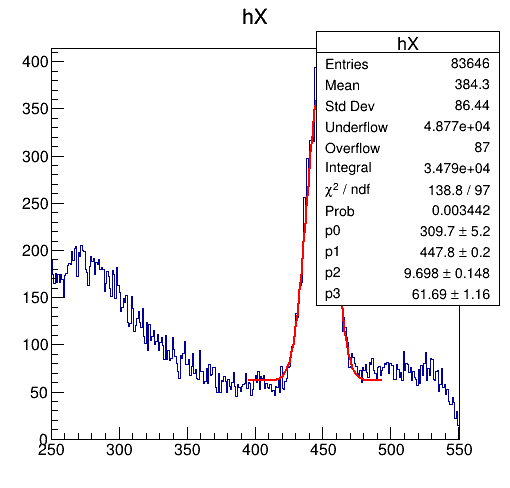 hX
hX
Entries 83646
Mean 384.3
Std Dev 86.44
Underflow 4.877e+04
Overflow 87
Integral 3.479e+04
χ² / ndf 138.8 / 97
Prob 0.003442
p0 309.7 ± 5.2
p1 447.8 ± 0.2
p2 9.698 ± 0.148
p3 61.69 ± 1.16
400
350
300
250
200
150
100
50
0
250 300 350 400 450 500 550